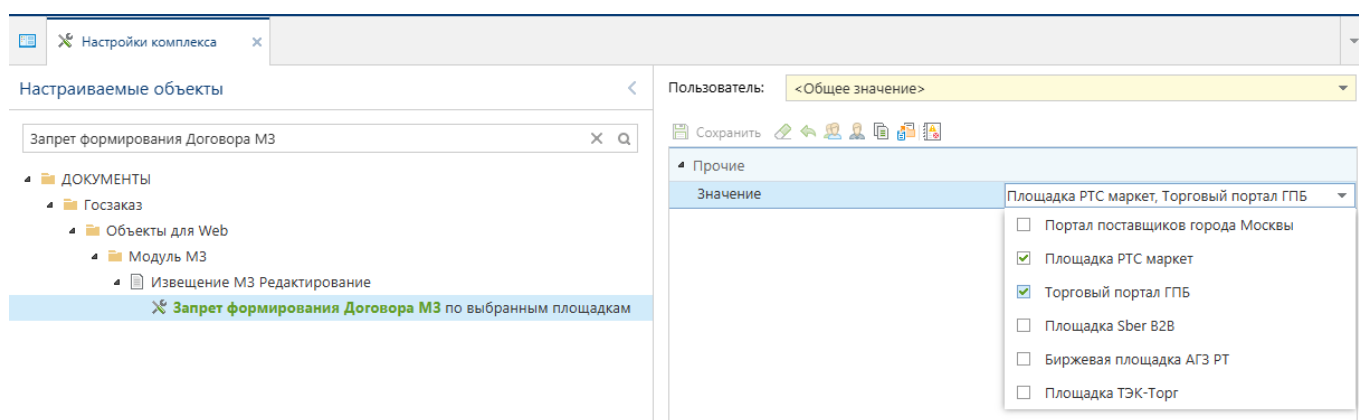 Настройки комплекса
Настраиваемые объекты
Запрет формирования Договора МЗ
ДОКУМЕНТЫ
Госзаказ
Объекты для Web
Модуль МЗ
Извещение МЗ Редактирование
Запрет формирования Договора МЗ по выбранным площадкам
Пользователь: <Общее значение>
Сохранить
Прочие
Значение Площадка РТС маркет, Торговый портал ГПБ
Портал поставщиков города Москвы
Площадка РТС маркет
Торговый портал ГПБ
Площадка Sber B2B
Биржевая площадка АГЗ РТ
Площадка ТЭК-Торг